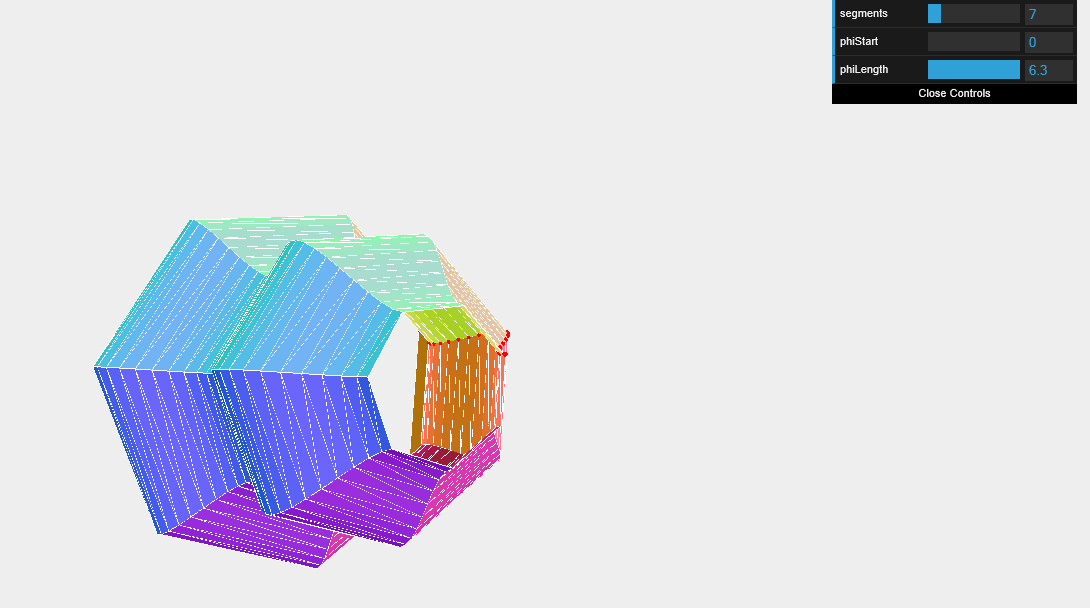 segments 7
phiStart 0
phiLength 6.3
Close Controls